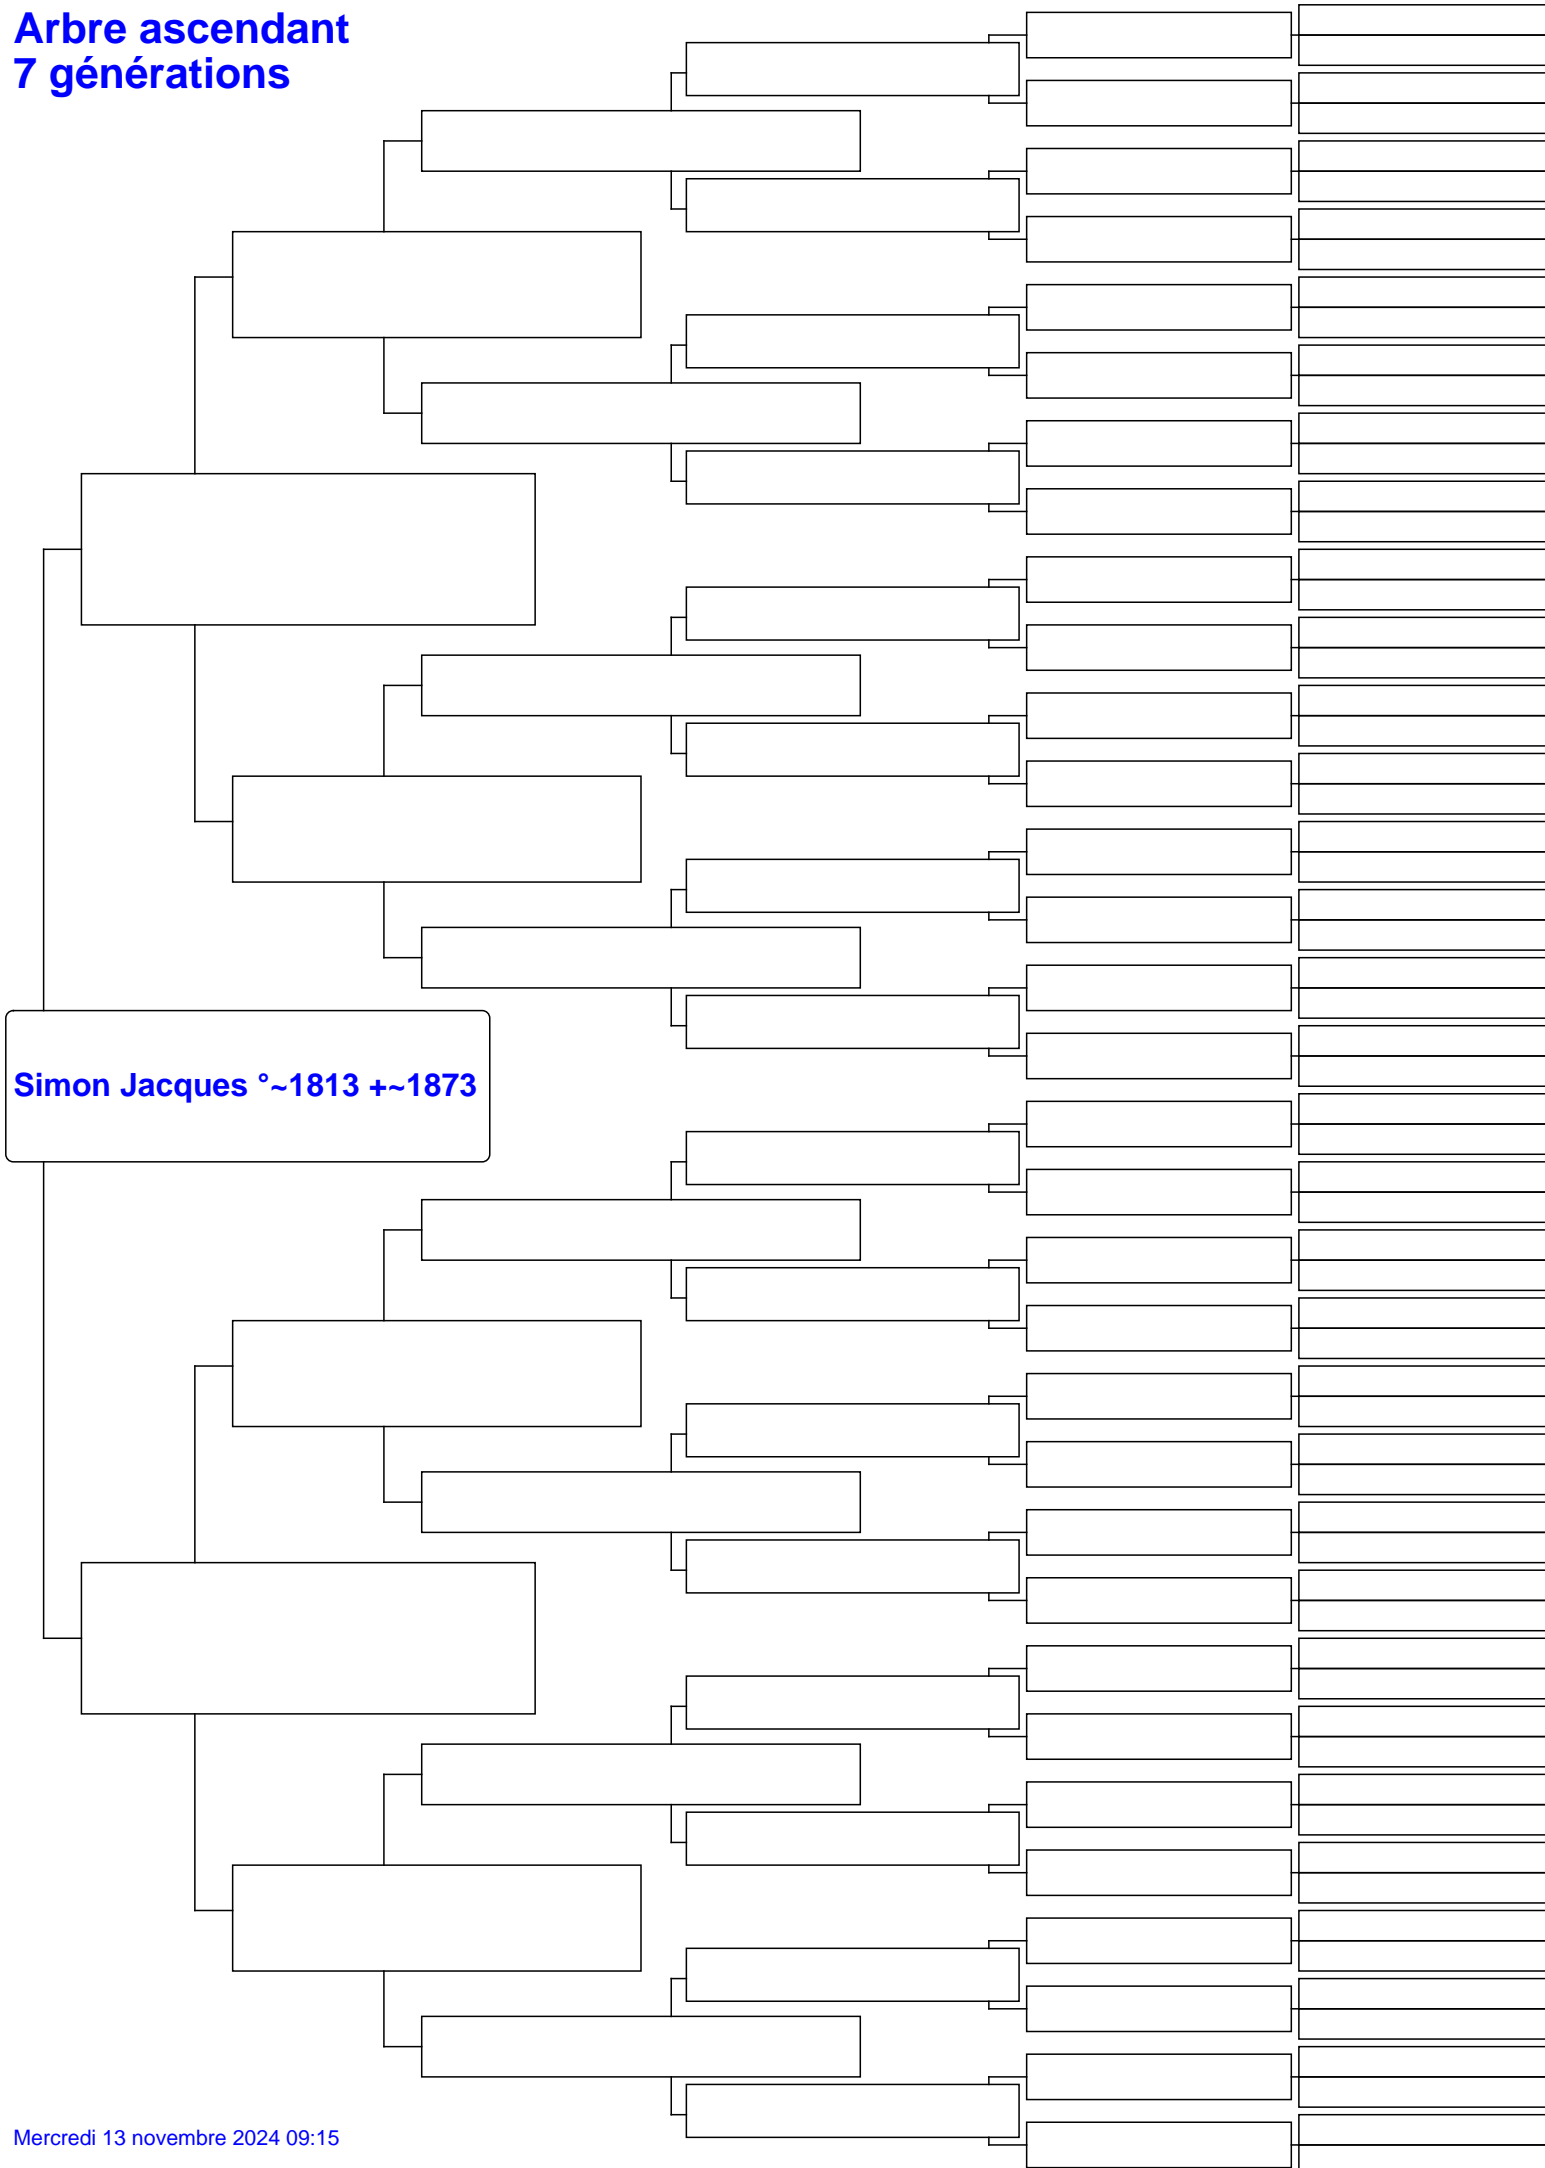 Arbre ascendant
7 générations
Simon Jacques °~1813 +~1873
Mercredi 13 novembre 2024 09:15